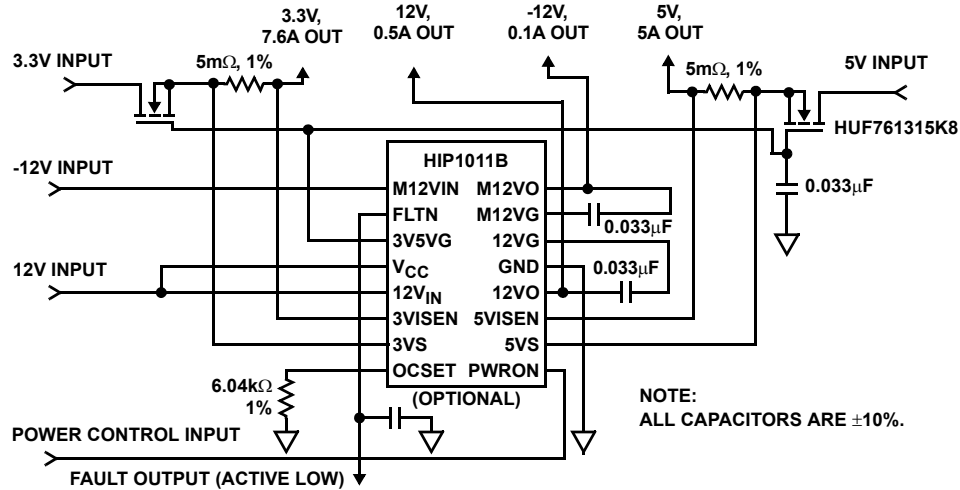 3.3V,
7.6A OUT
12V,
0.5A OUT
-12V,
0.1A OUT
5V,
5A OUT
3.3V INPUT
5mΩ, 1%
5mΩ, 1%
5V INPUT
HUF761315K8
HIP1011B
-12V INPUT
M12VIN
M12VO
0.033µF
FLTN
M12VG
0.033µF
3V5VG
12VG
12V INPUT
VCC
GND
0.033µF
12VIN
12VO
3VISEN
5VISEN
3VS
5VS
OCSET
PWRON
6.04kΩ
1%
(OPTIONAL)
NOTE:
ALL CAPACITORS ARE ±10%.
POWER CONTROL INPUT
FAULT OUTPUT (ACTIVE LOW)